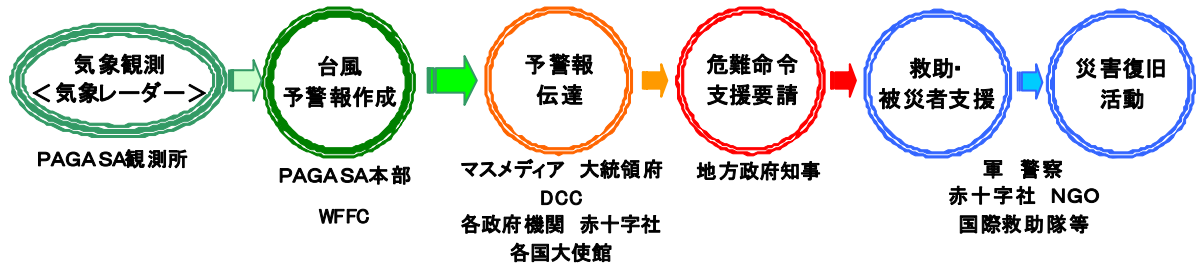 気象観測
＜気象レーダー＞
PAGASA観測所
台風
予警報作成
PAGASA本部
WFFC
予警報
伝達
マスメディア　大統領府
DCC
各政府機関　赤十字社
各国大使館
危難命令
支援要請
地方政府知事
救助・
被災者支援
災害復旧
活動
軍　警察
赤十字社　NGO
国際救助隊等